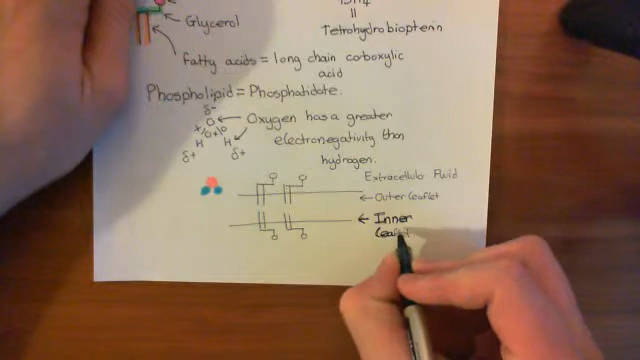 Glycerol
BH4
=
Tetrahydrobiopterin
Fatty acids = long chain carboxylic
acid
Phospholipid = Phosphatidate.
δ-
O ← Oxygen has a greater
electronegativity than
hydrogen.
H H
δ+ δ+
Extracellular Fluid
← Outer Leaflet
← Inner
Leaflet